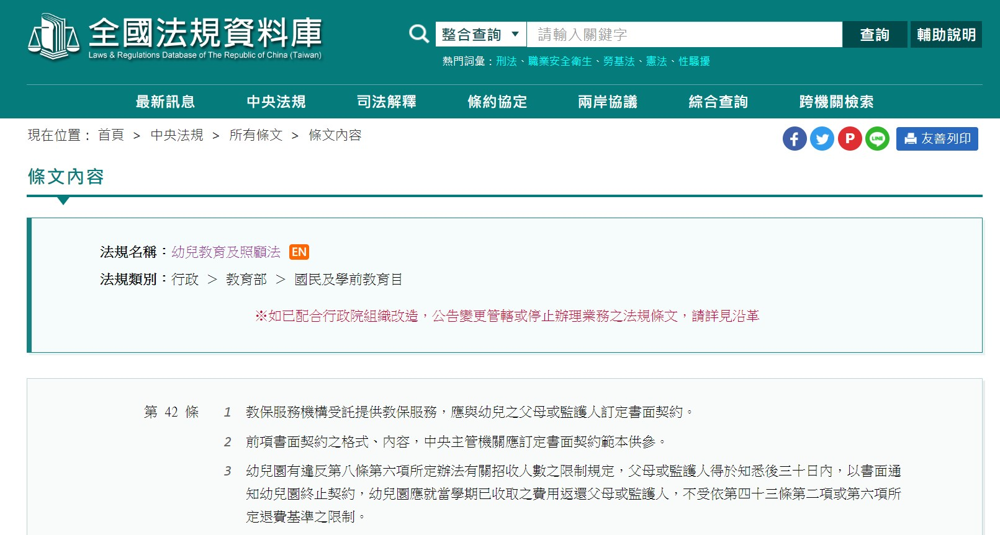 全國法規資料庫
Laws & Regulations Database of The Republic of China (Taiwan)
整合查詢 ▼ 請輸入關鍵字 查詢 輔助說明
熱門詞彙：刑法、職業安全衛生、勞基法、憲法、性騷擾
最新訊息 中央法規 司法解釋 條約協定 兩岸協議 綜合查詢 跨機關檢索
現在位置： 首頁 > 中央法規 > 所有條文 > 條文內容
P LINE 友善列印
條文內容
法規名稱：幼兒教育及照顧法 EN
法規類別：行政 ＞ 教育部 ＞ 國民及學前教育目
※如已配合行政院組織改造，公告變更管轄或停止辦理業務之法規條文，請詳見沿革
第 42 條 1 教保服務機構受託提供教保服務，應與幼兒之父母或監護人訂定書面契約。
2 前項書面契約之格式、內容，中央主管機關應訂定書面契約範本供參。
3 幼兒園有違反第八條第六項所定辦法有關招收人數之限制規定，父母或監護人得於知悉後三十日內，以書面通
知幼兒園終止契約，幼兒園應就當學期已收取之費用返還父母或監護人，不受依第四十三條第二項或第六項所
定退費基準之限制。